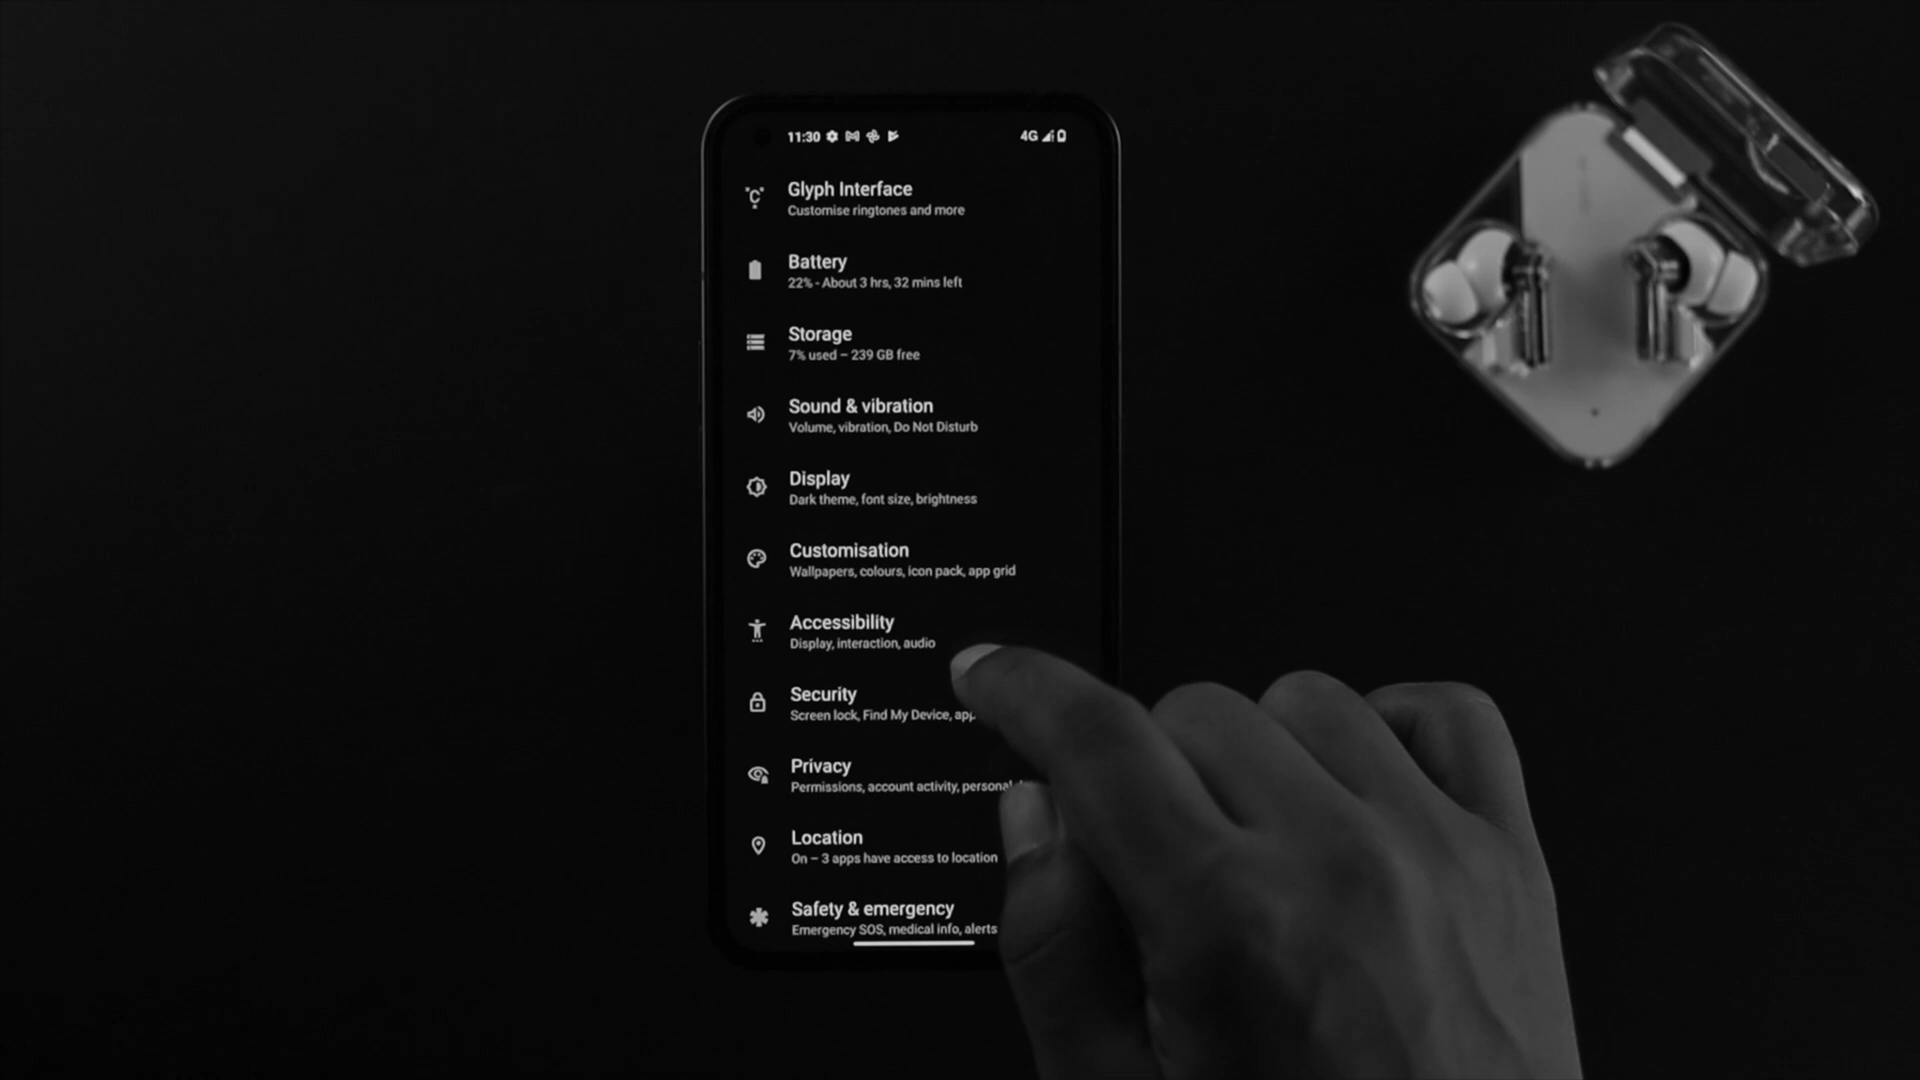 11:30 4G
Glyph Interface
Customise ringtones and more
Battery
22% - About 3 hrs, 32 mins left
Storage
7% used – 239 GB free
Sound & vibration
Volume, vibration, Do Not Disturb
Display
Dark theme, font size, brightness
Customisation
Wallpapers, colours, icon pack, app grid
Accessibility
Display, interaction, audio
Security
Screen lock, Find My Device, app
Privacy
Permissions, account activity, personal
Location
On – 3 apps have access to location
Safety & emergency
Emergency SOS, medical info, alerts